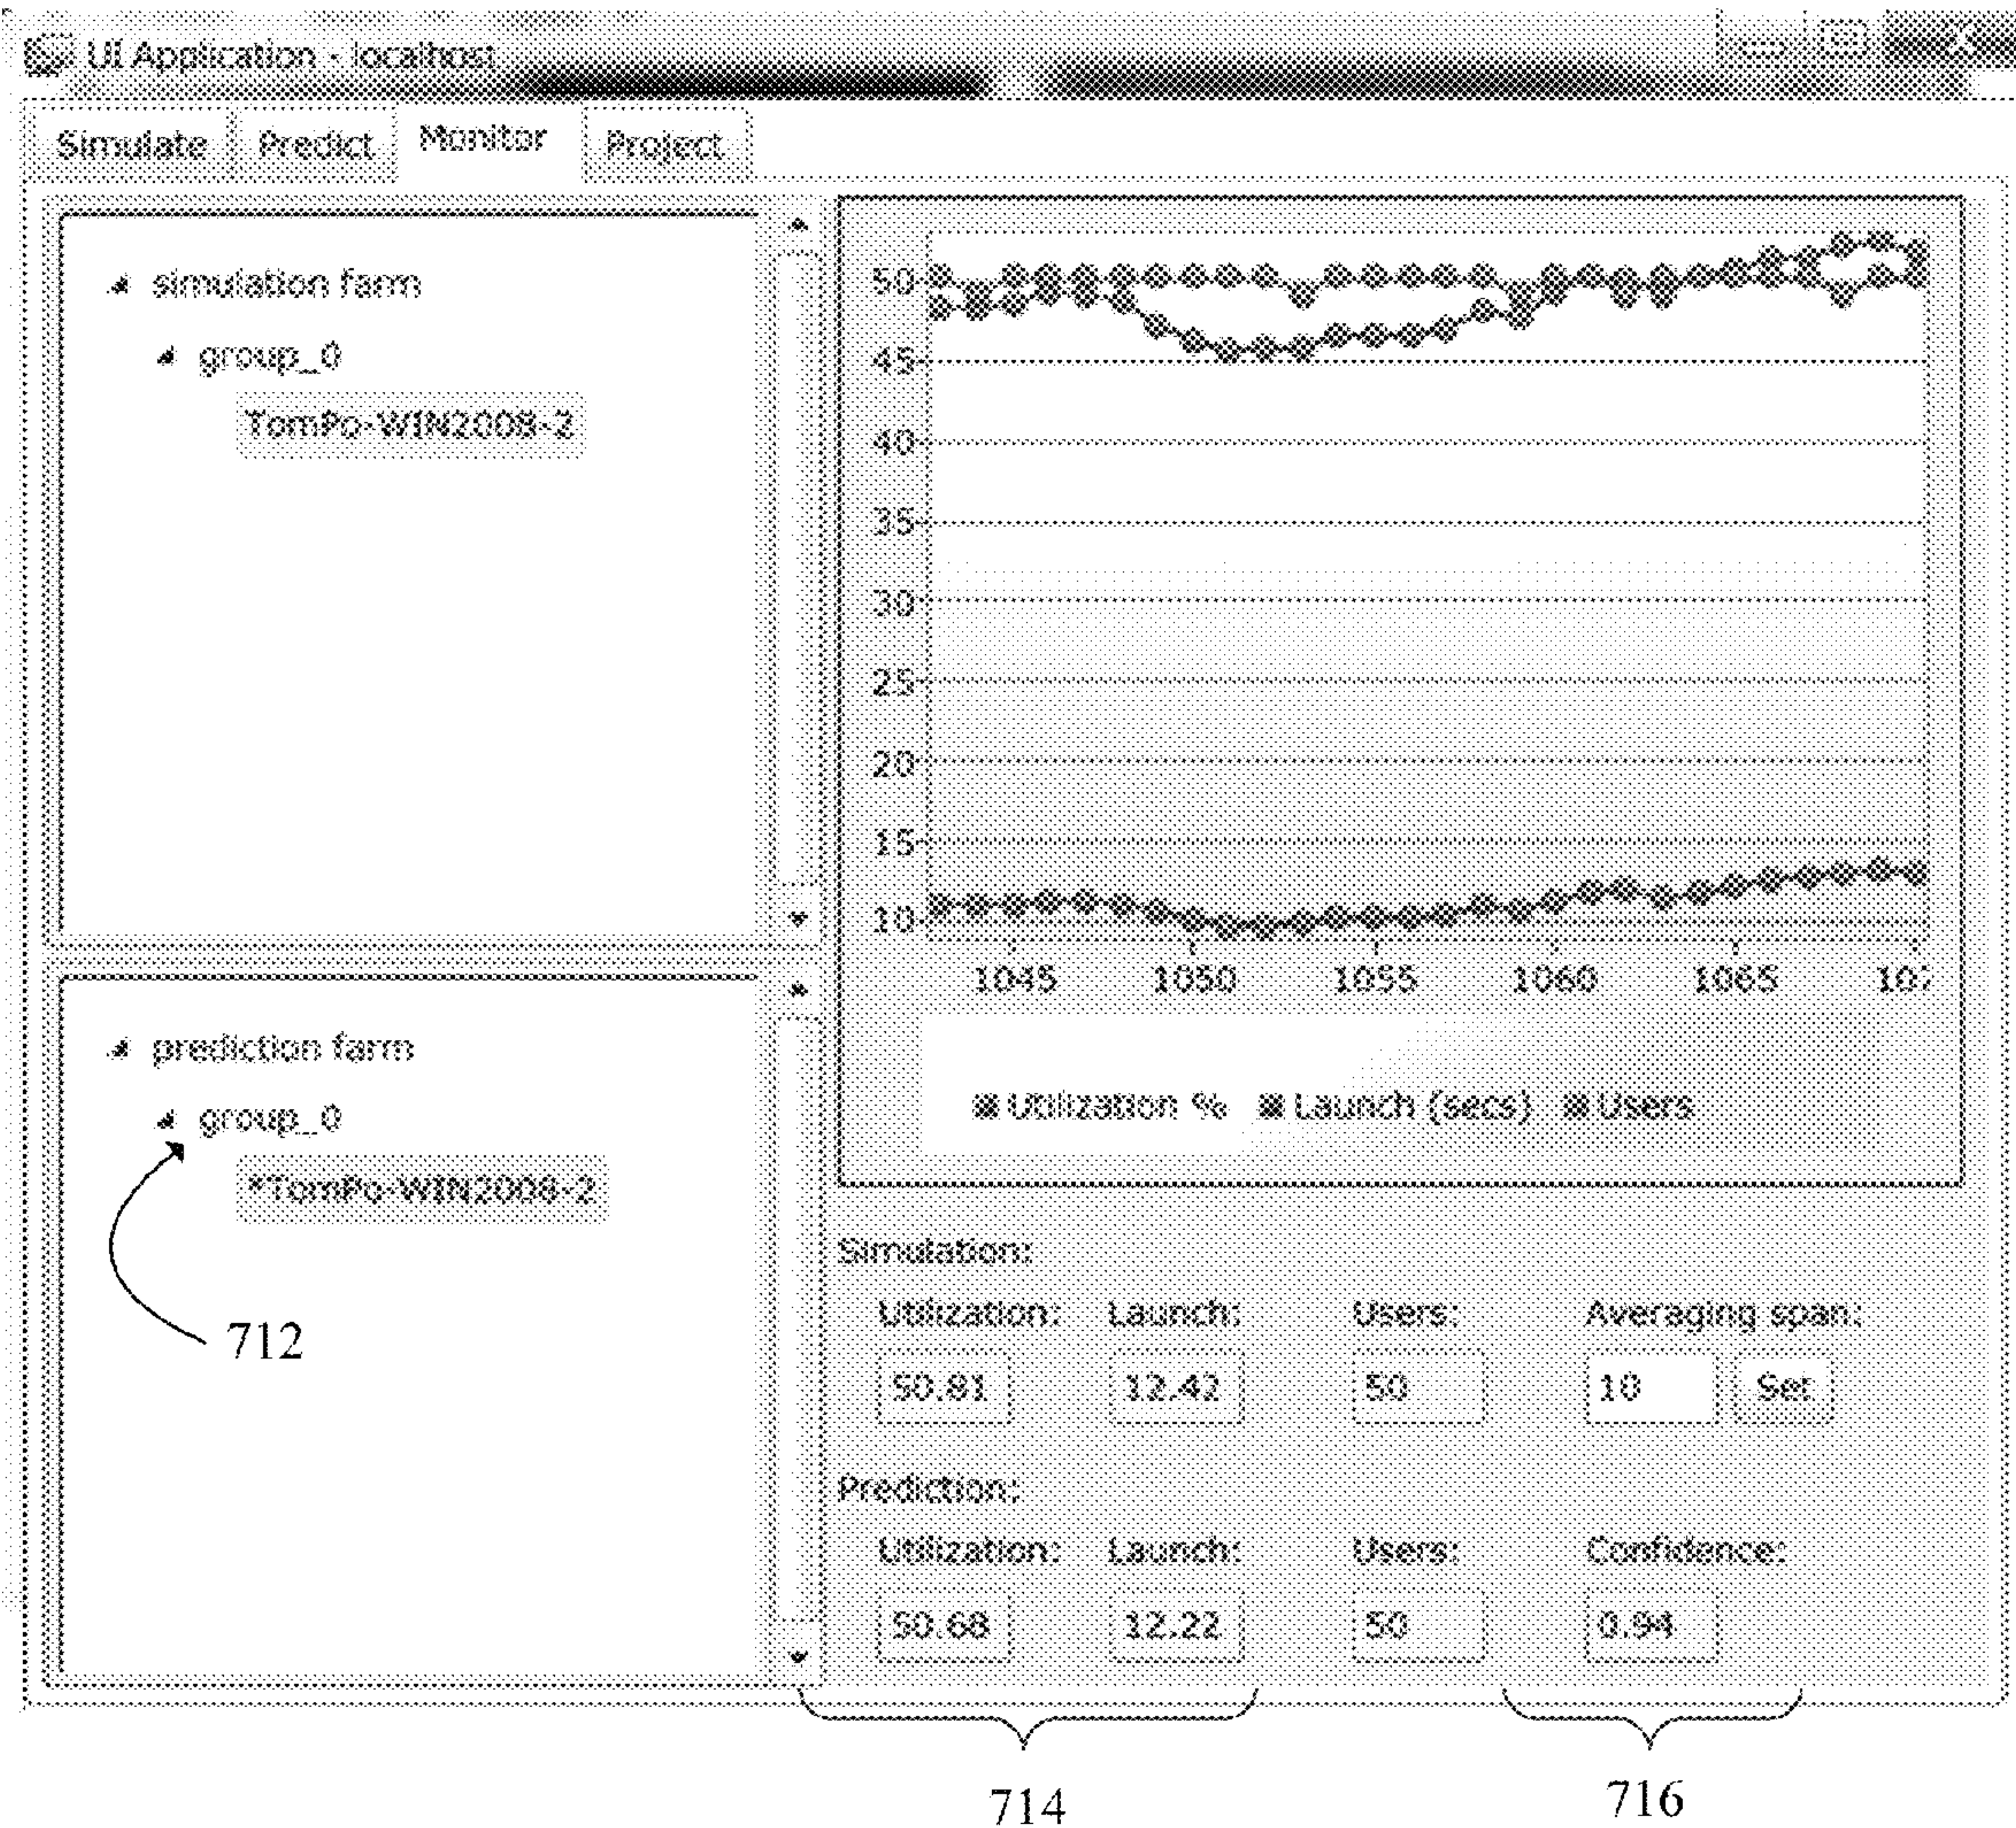 UI Application - localhost
Simulate Predict Monitor Project
simulation farm
group_0
TomPo-WIN2008-2
prediction farm
group_0
*TomPo-WIN2008-2
712
50
45
40
35
30
25
20
15
10
1045 1050 1055 1060 1065 107
Utilization % Launch (secs) Users
Simulation:
Utilization: Launch: Users: Averaging span:
50.81 12.42 50 10 Set
Prediction:
Utilization: Launch: Users: Confidence:
50.68 12.22 50 0.94
714 716